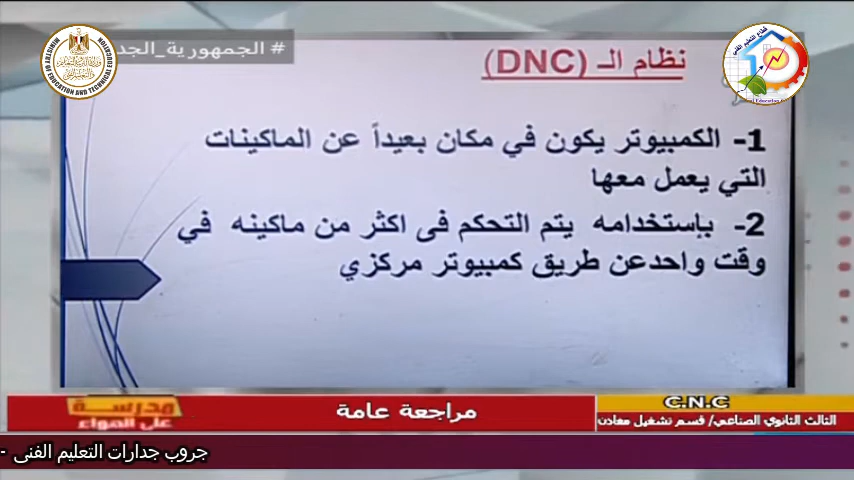 # الجمهورية_الجد
نظام الـ (DNC)
1- الكمبيوتر يكون في مكان بعيداً عن الماكينات
التي يعمل معها
2- بإستخدامه يتم التحكم فى اكثر من ماكينه في
وقت واحدعن طريق كمبيوتر مركزي
C.N.C
الثالث الثانوي الصناعي/ قسم تشغيل معادن
مراجعة عامة
مدرسة
على الهواء
جروب جدارات التعليم الفنى -